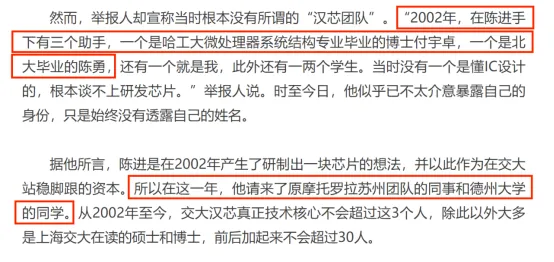 然而，举报人却宣称当时根本没有所谓的“汉芯团队”。“2002年，在陈进手
下有三个助手，一个是哈工大微处理器系统结构专业毕业的博士付宇卓，一个是北
大毕业的陈勇，还有一个就是我，此外还有一两个学生。当时没有一个是懂IC设计
的，根本谈不上研发芯片。”举报人说。时至今日，他似乎已不太介意暴露自己的
身份，只是始终没有透露自己的姓名。
据他所言，陈进是在2002年产生了研制出一块芯片的想法，并以此作为在交大
站稳脚跟的资本。所以在这一年，他请来了原摩托罗拉苏州团队的同事和德州大学
的同学。从2002年至今，交大汉芯真正技术核心不会超过这3个人，除此以外大多
是上海交大在读的硕士和博士，前后加起来不会超过30人。